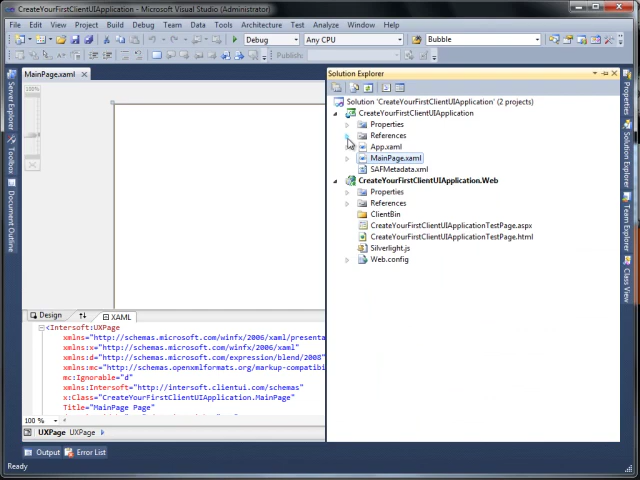 CreateYourFirstClientUIApplication - Microsoft Visual Studio (Administrator)
File Edit View Project Build Debug Team Data Tools Architecture Test Analyze Window Help
Debug Any CPU Bubble
Publish:
MainPage.xaml
Solution Explorer
Server Explorer
Toolbox
Document Outline
100%
Solution 'CreateYourFirstClientUIApplication' (2 projects)
CreateYourFirstClientUIApplication
Properties
References
App.xaml
MainPage.xaml
SAFMetadata.xml
CreateYourFirstClientUIApplication.Web
Properties
References
ClientBin
CreateYourFirstClientUIApplicationTestPage.aspx
CreateYourFirstClientUIApplicationTestPage.html
Silverlight.js
Web.config
Properties
Solution Explorer
Team Explorer
Class View
Design XAML
<Intersoft:UXPage
xmlns="http://schemas.microsoft.com/winfx/2006/xaml/presenta
xmlns:x="http://schemas.microsoft.com/winfx/2006/xaml"
xmlns:d="http://schemas.microsoft.com/expression/blend/2008"
xmlns:mc="http://schemas.openxmlformats.org/markup-compatibi
mc:Ignorable="d"
xmlns:Intersoft="http://intersoft.clientui.com/schemas"
x:Class="CreateYourFirstClientUIApplication.MainPage"
Title="MainPage Page"
100 %
UXPage UXPage
Output Error List
Ready